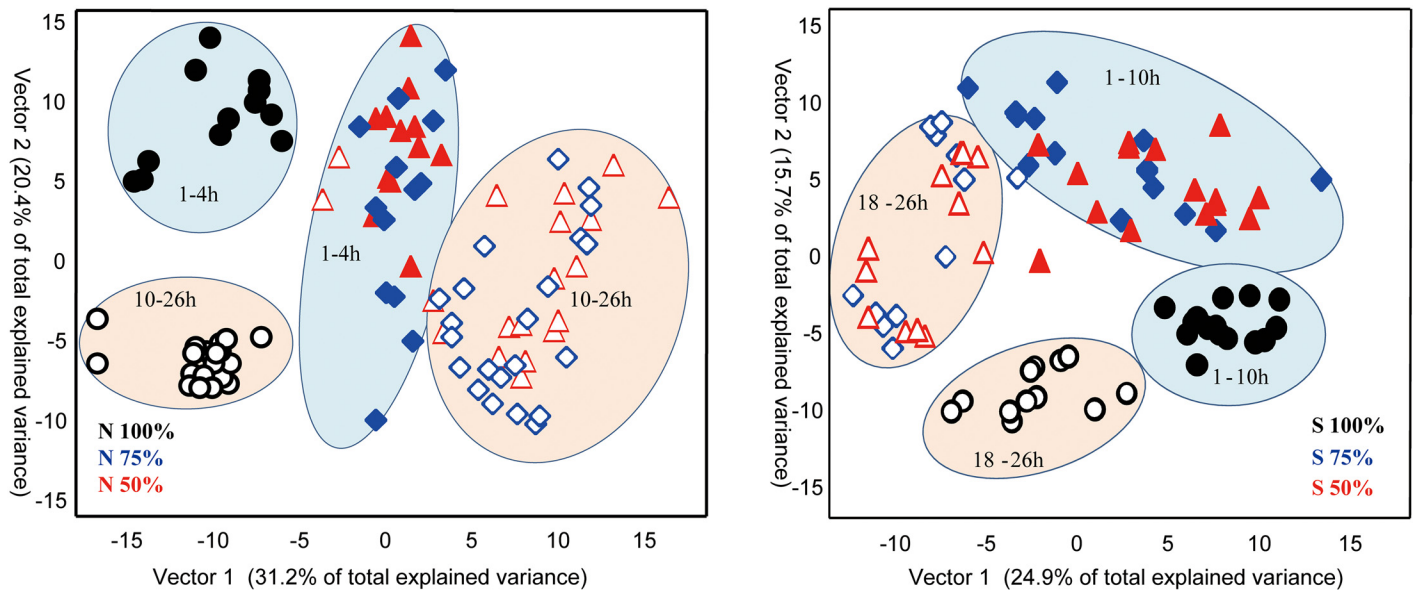 15
10
5
0
-5
-10
-15
Vector 2 (20.4% of total explained variance)
1-4h
1-4h
10-26h
10-26h
N 100%
N 75%
N 50%
-15
-10
-5
0
5
10
15
Vector 1 (31.2% of total explained variance)
15
10
5
0
-5
-10
-15
Vector 2 (15.7% of total explained variance)
1-10h
18-26h
1-10h
18-26h
S 100%
S 75%
S 50%
-10
-5
0
5
10
15
Vector 1 (24.9% of total explained variance)